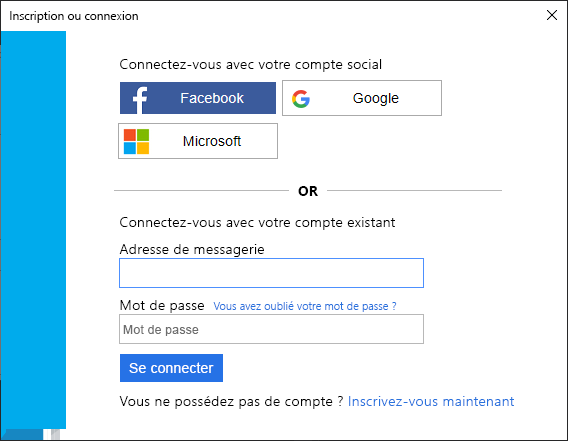 Inscription ou connexion
Connectez-vous avec votre compte social
Facebook
Google
Microsoft
OR
Connectez-vous avec votre compte existant
Adresse de messagerie
Mot de passe Vous avez oublié votre mot de passe ?
Mot de passe
Se connecter
Vous ne possédez pas de compte ? Inscrivez-vous maintenant